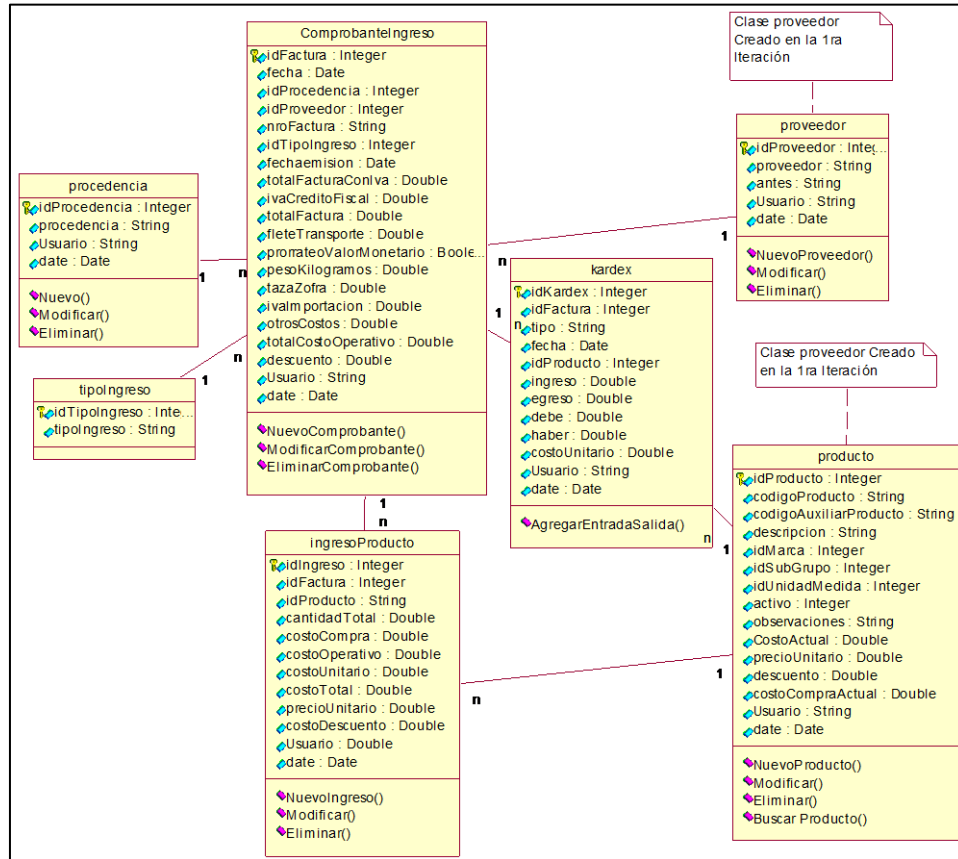 ComprobanteIngreso
idFactura : Integer
fecha : Date
idProcedencia : Integer
idProveedor : Integer
nroFactura : String
idTipoIngreso : Integer
fechaemision : Date
totalFacturaConIva : Double
ivaCreditoFiscal : Double
totalFactura : Double
fleteTransporte : Double
prorrateoValorMonetario : Boole...
pesoKilogramos : Double
tazaZofra : Double
ivaImportacion : Double
otrosCostos : Double
totalCostoOperativo : Double
descuento : Double
Usuario : String
date : Date
NuevoComprobante()
ModificarComprobante()
EliminarComprobante()
Clase proveedor
Creado en la 1ra
Iteración
proveedor
idProveedor : Integ...
proveedor : String
antes : String
Usuario : String
date : Date
NuevoProveedor()
Modificar()
Eliminar()
procedencia
idProcedencia : Integer
procedencia : String
Usuario : String
date : Date
Nuevo()
Modificar()
Eliminar()
1
n
n
1
tipoIngreso
idTipoIngreso : Inte...
tipoIngreso : String
1
n
kardex
idKardex : Integer
idFactura : Integer
tipo : String
fecha : Date
idProducto : Integer
ingreso : Double
egreso : Double
debe : Double
haber : Double
costoUnitario : Double
Usuario : String
date : Date
AgregarEntradaSalida()
1
n
n
1
Clase proveedor Creado
en la 1ra Iteración
producto
idProducto : Integer
codigoProducto : String
codigoAuxiliarProducto : String
descripcion : String
idMarca : Integer
idSubGrupo : Integer
idUnidadMedida : Integer
activo : Integer
observaciones : String
CostoActual : Double
precioUnitario : Double
descuento : Double
costoCompraActual : Double
Usuario : String
date : Date
NuevoProducto()
Modificar()
Eliminar()
Buscar Producto()
1
n
ingresoProducto
idIngreso : Integer
idFactura : Integer
idProducto : String
cantidadTotal : Double
costoCompra : Double
costoOperativo : Double
costoUnitario : Double
costoTotal : Double
precioUnitario : Double
costoDescuento : Double
Usuario : Double
date : Date
NuevoIngreso()
Modificar()
Eliminar()
n
1